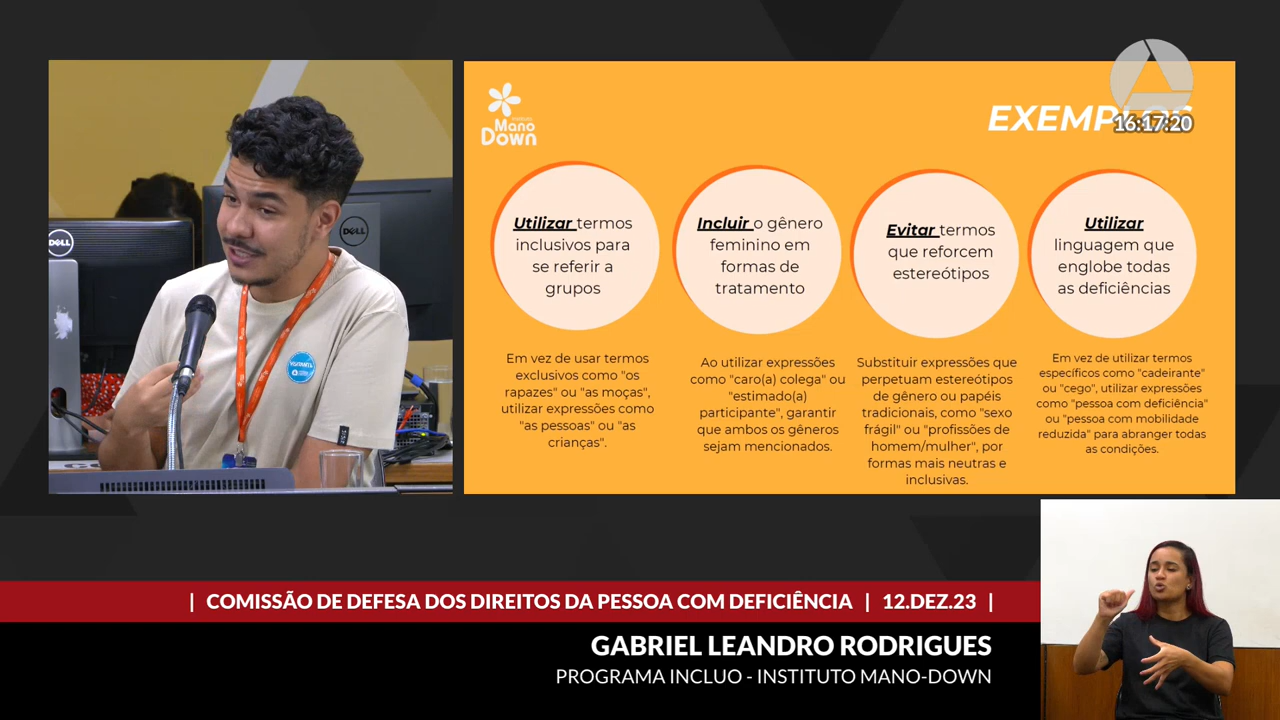 DELL
DELL
VISITANTE
Mano
Down
EXEMPLOS
16:17:20
Utilizar termos
inclusivos para
se referir a
grupos
Em vez de usar termos
exclusivos como "os
rapazes" ou "as moças",
utilizar expressões como
"as pessoas" ou "as
crianças".
Incluir o gênero
feminino em
formas de
tratamento
Ao utilizar expressões
como "caro(a) colega" ou
"estimado(a)
participante", garantir
que ambos os gêneros
sejam mencionados.
Evitar termos
que reforcem
estereótipos
Substituir expressões que
perpetuam estereótipos
de gênero ou papéis
tradicionais, como "sexo
frágil" ou "profissões de
homem/mulher", por
formas mais neutras e
inclusivas.
Utilizar
linguagem que
englobe todas
as deficiências
Em vez de utilizar termos
específicos como "cadeirante"
ou "cego", utilizar expressões
como "pessoa com deficiência"
ou "pessoa com mobilidade
reduzida" para abranger todas
as condições.
| COMISSÃO DE DEFESA DOS DIREITOS DA PESSOA COM DEFICIÊNCIA | 12.DEZ.23 |
GABRIEL LEANDRO RODRIGUES
PROGRAMA INCLUO - INSTITUTO MANO-DOWN